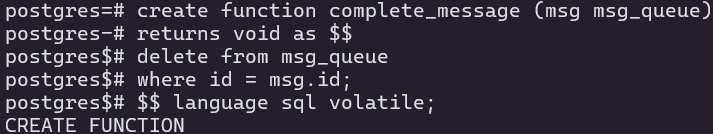 postgres=# create function complete_message (msg msg_queue)
postgres-# returns void as $$
postgres$# delete from msg_queue
postgres$# where id = msg.id;
postgres$# $$ language sql volatile;
CREATE FUNCTION